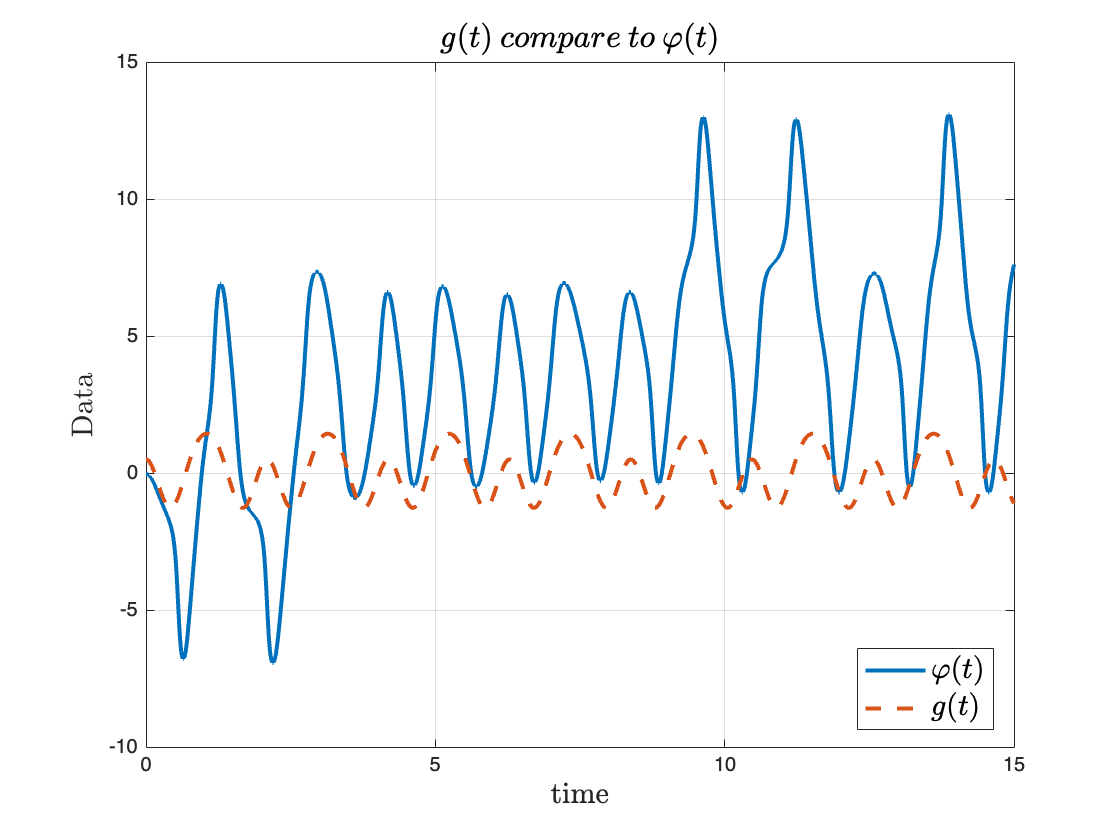 g(t) compare to φ(t)
15
10
5
0
-5
-10
Data
0 5 10 15
time
φ(t)
g(t)